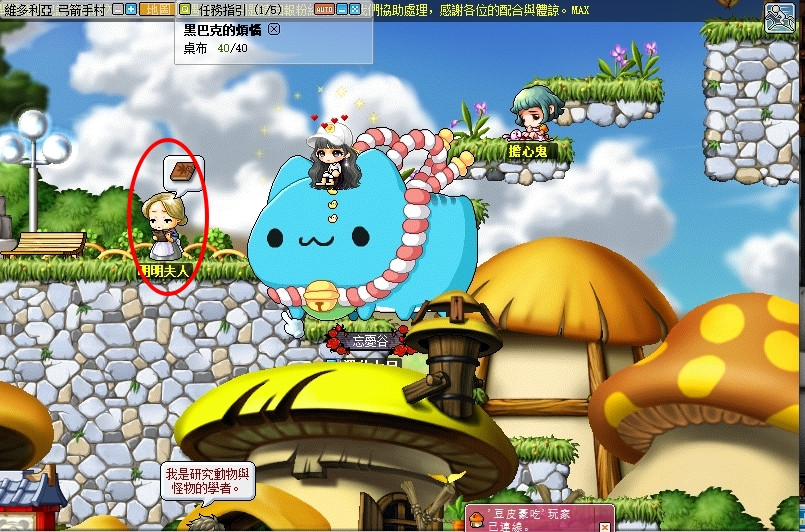 維多利亞 弓箭手村
地圖
任務指引 (1/5)
門協助處理，感謝各位的配合與體諒。MAX
AUTO
黑巴克的煩惱
桌布 40/40
擔心鬼
明明夫人
忘憂谷
我是研究動物與
怪物的學者。
'豆皮豪吃'玩家
已連線。